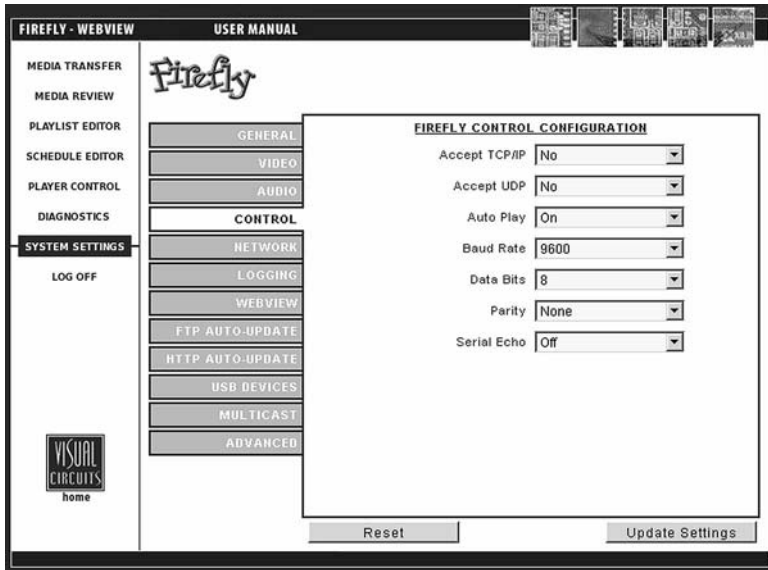 FIREFLY - WEBVIEW
USER MANUAL
MEDIA TRANSFER
MEDIA REVIEW
PLAYLIST EDITOR
SCHEDULE EDITOR
PLAYER CONTROL
DIAGNOSTICS
SYSTEM SETTINGS
LOG OFF
VISUAL
CIRCUITS
home
Firefly
GENERAL
VIDEO
AUDIO
CONTROL
NETWORK
LOGGING
WEBVIEW
FTP AUTO-UPDATE
HTTP AUTO-UPDATE
USB DEVICES
MULTICAST
ADVANCED
FIREFLY CONTROL CONFIGURATION
Accept TCP/IP No
Accept UDP No
Auto Play On
Baud Rate 9600
Data Bits 8
Parity None
Serial Echo Off
Reset
Update Settings